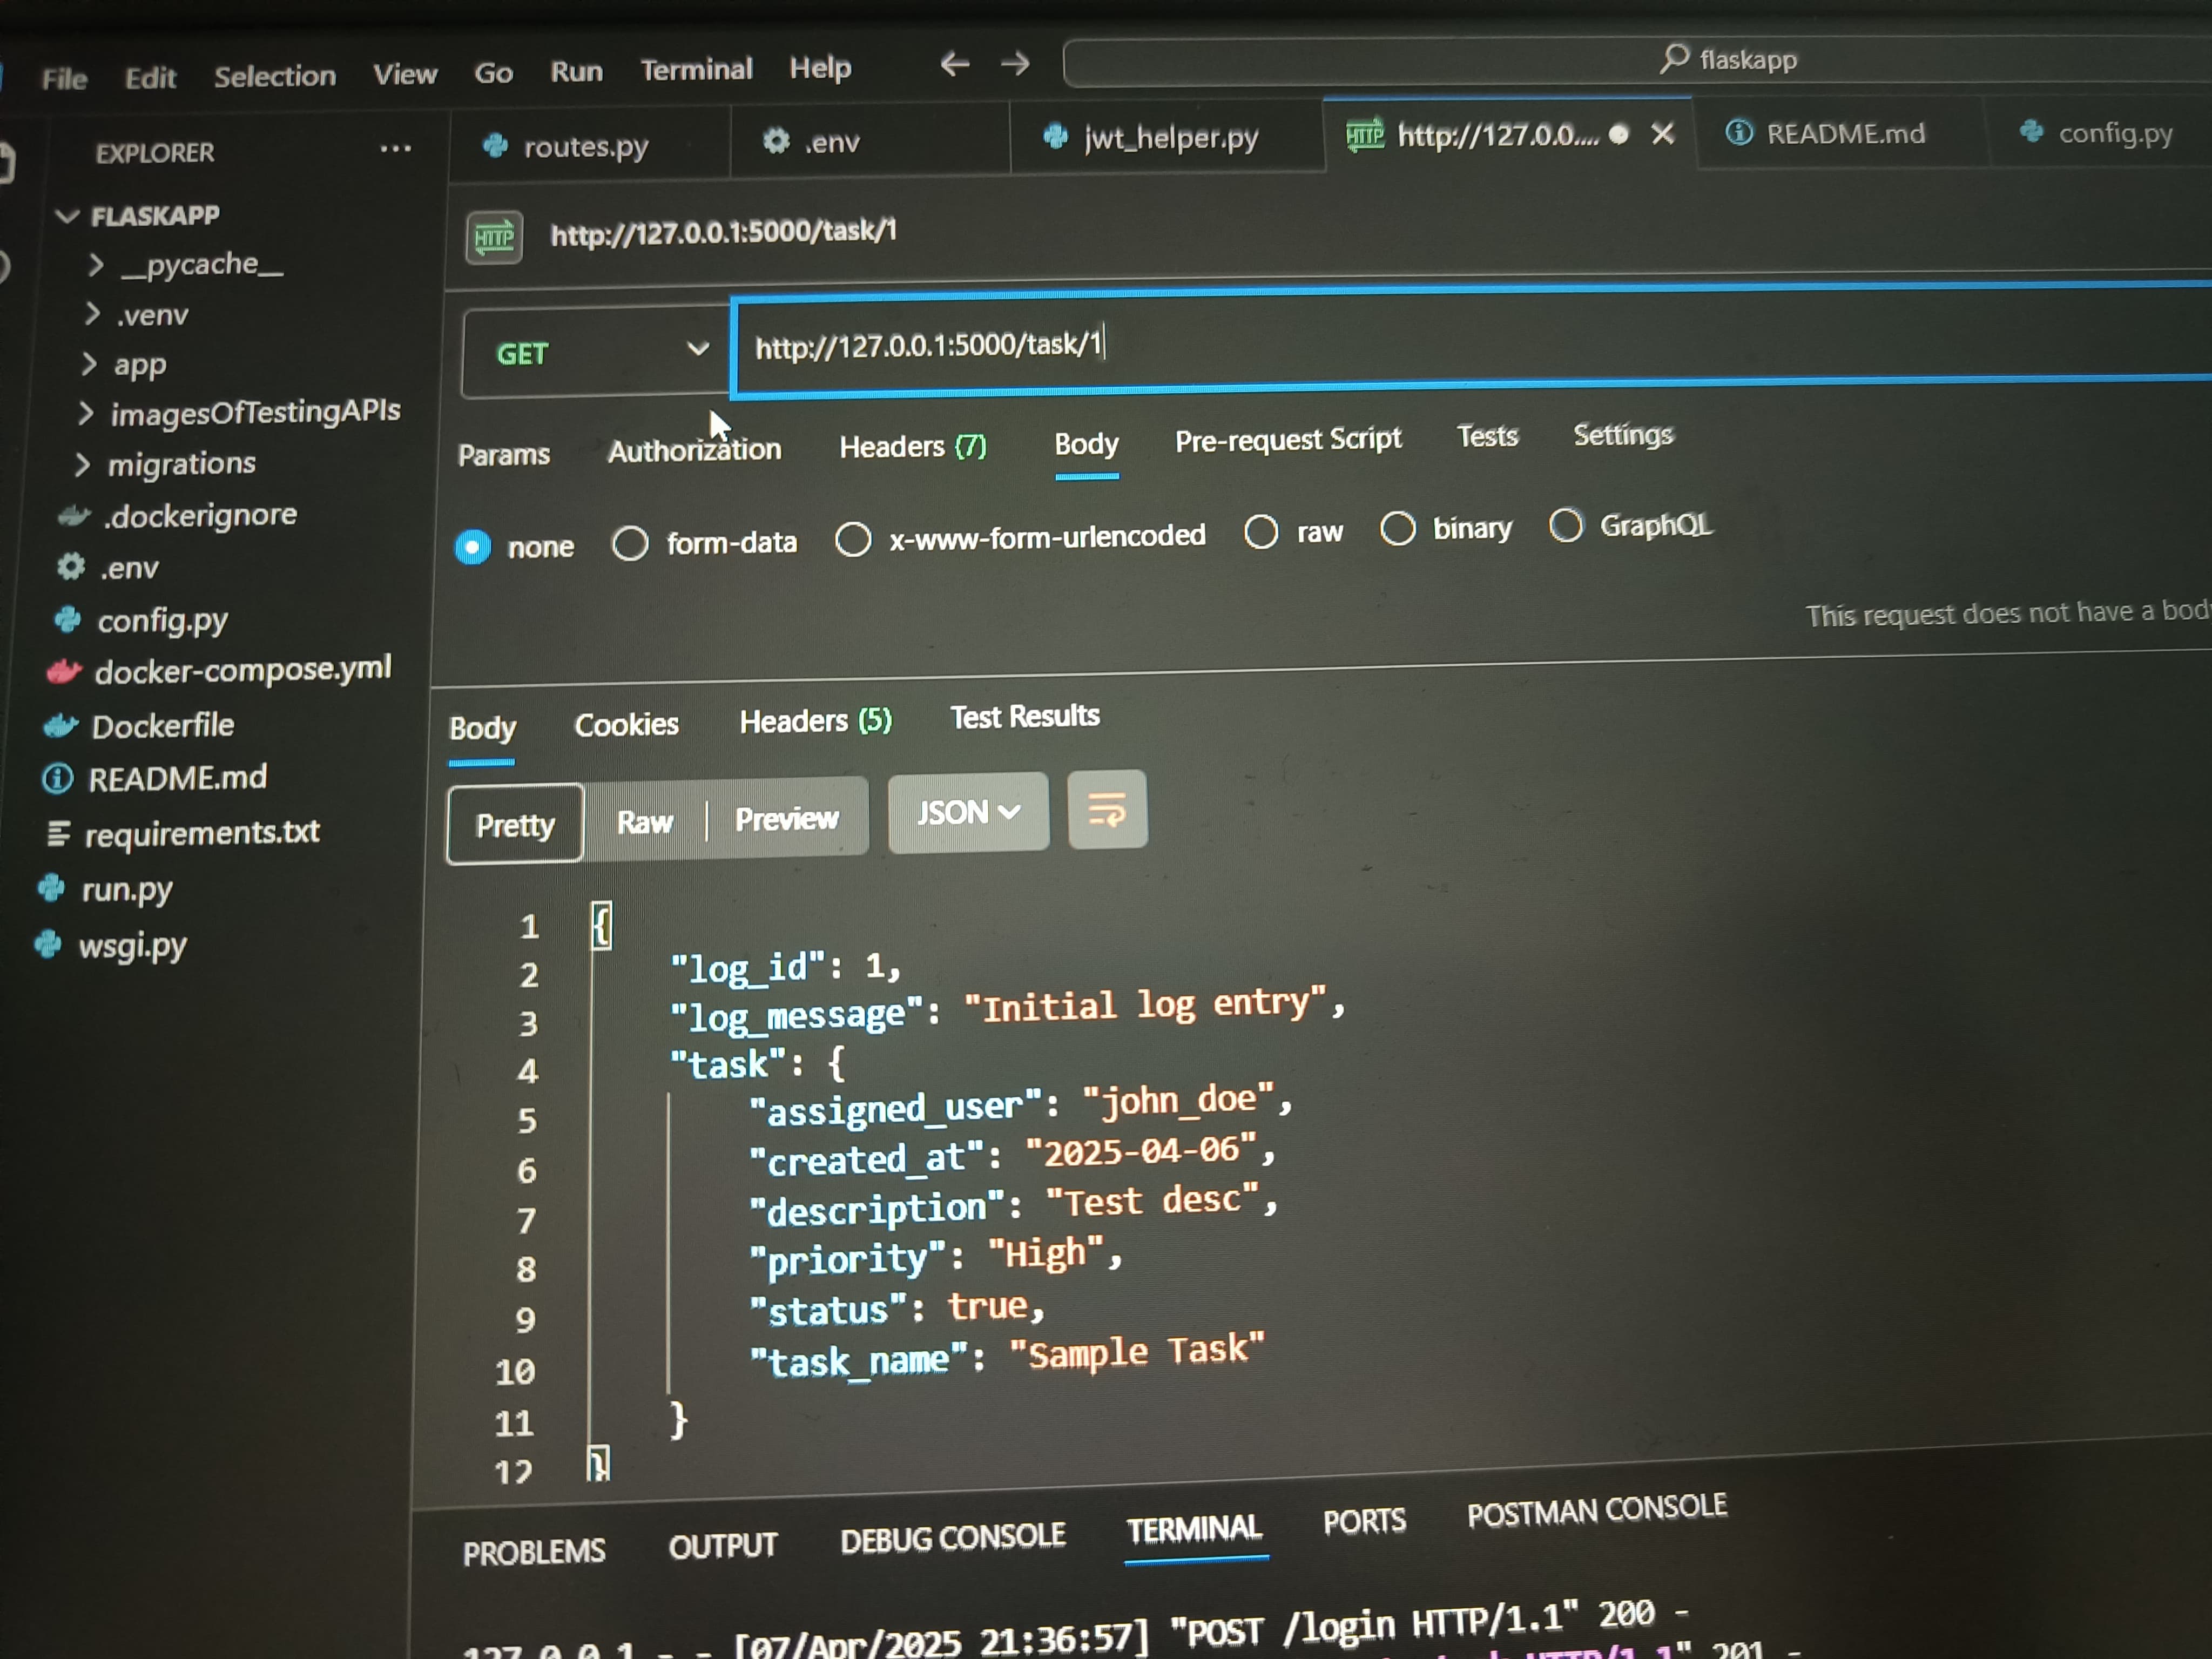 File Edit Selection View Go Run Terminal Help
flaskapp
EXPLORER ...
routes.py
.env
jwt_helper.py
HTTP http://127.0.0....
README.md
config.py
FLASKAPP
__pycache__
.venv
app
imagesOfTestingAPIs
migrations
.dockerignore
.env
config.py
docker-compose.yml
Dockerfile
README.md
requirements.txt
run.py
wsgi.py
HTTP http://127.0.0.1:5000/task/1
GET http://127.0.0.1:5000/task/1
Params Authorization Headers (7) Body Pre-request Script Tests Settings
none form-data x-www-form-urlencoded raw binary GraphQL
This request does not have a
Body Cookies Headers (5) Test Results
Pretty Raw Preview JSON
1 {
2 "log_id": 1,
3 "log_message": "Initial log entry",
4 "task": {
5 "assigned_user": "john_doe",
6 "created_at": "2025-04-06",
7 "description": "Test desc",
8 "priority": "High",
9 "status": true,
10 "task_name": "Sample Task"
11 }
12 }
PROBLEMS OUTPUT DEBUG CONSOLE TERMINAL PORTS POSTMAN CONSOLE
127.0.0.1 - - [07/Apr/2025 21:36:57] "POST /login HTTP/1.1" 200 -
HTTP/1.1" 201 -